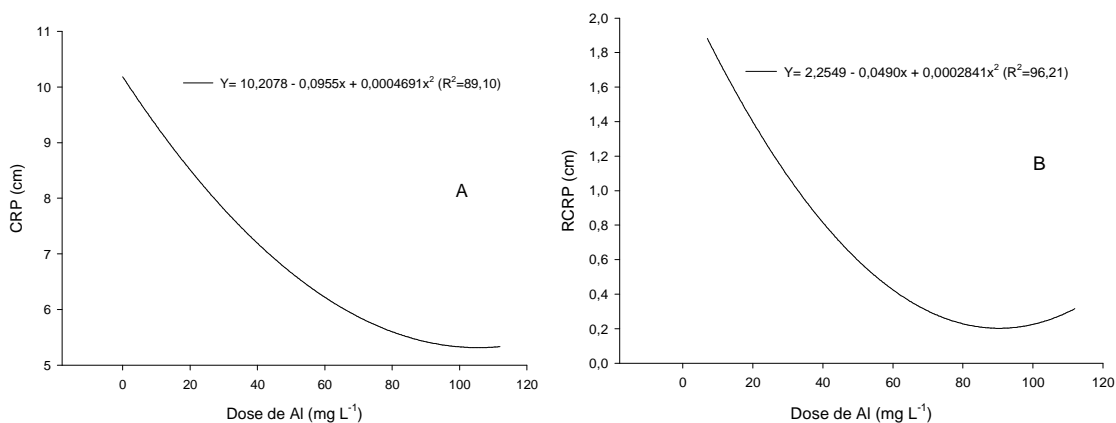 11
10
9
8
7
6
5
CRP (cm)
Y= 10,2078 - 0,0955x + 0,0004691x² (R²=89,10)
A
0 20 40 60 80 100 120
Dose de Al (mg L⁻¹)
2,0
1,8
1,6
1,4
1,2
1,0
0,8
0,6
0,4
0,2
0,0
RCRP (cm)
Y= 2,2549 - 0,0490x + 0,0002841x² (R²=96,21)
B
0 20 40 60 80 100 120
Dose de Al (mg L⁻¹)